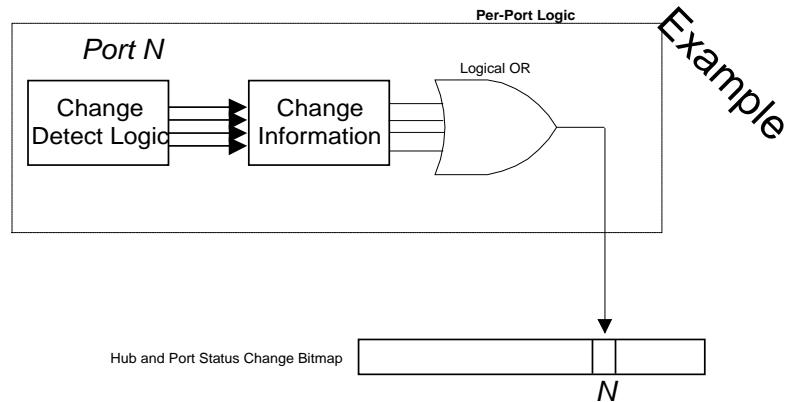 Per-Port Logic
Example
Port N
Logical OR
Change
Detect Logic
Change
Information
Hub and Port Status Change Bitmap
N